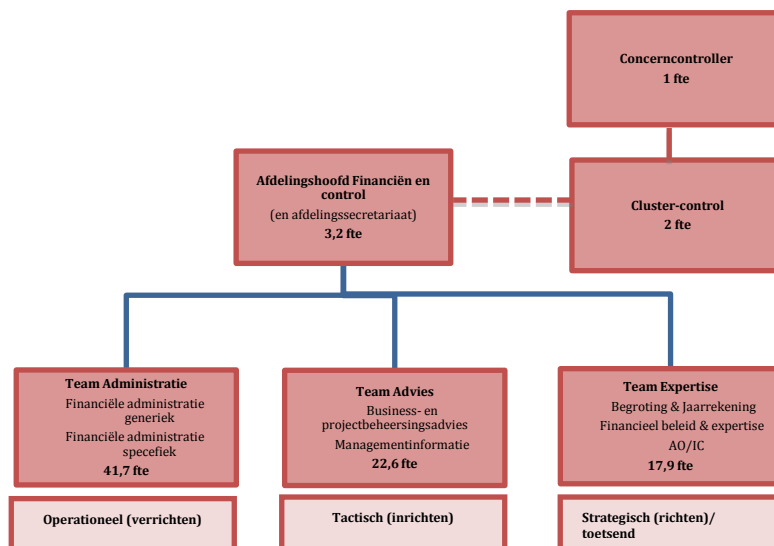 Concerncontroller
1 fte
Afdelingshoofd Financiën en
control
(en afdelingssecretariaat)
3,2 fte
Cluster-control
2 fte
Team Administratie
Financiële administratie
generiek
Financiële administratie
specefiek
41,7 fte
Team Advies
Business- en
projectbeheersingsadvies
Managementinformatie
22,6 fte
Team Expertise
Begroting & Jaarrekening
Financieel beleid & expertise
AO/IC
17,9 fte
Operationeel (verrichten)
Tactisch (inrichten)
Strategisch (richten)/
toetsend